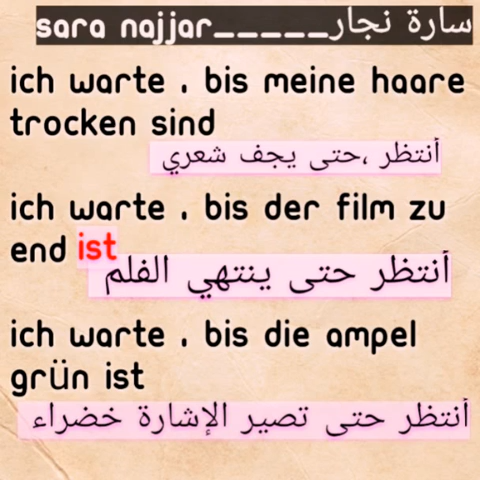 sara najjar_____سارة نجار
ich warte , bis meine haare
trocken sind
أنتظر ،حتى يجف شعري
ich warte , bis der film zu
end ist
أنتظر حتى ينتهي الفلم
ich warte , bis die ampel
grün ist
أنتظر حتى تصير الإشارة خضراء